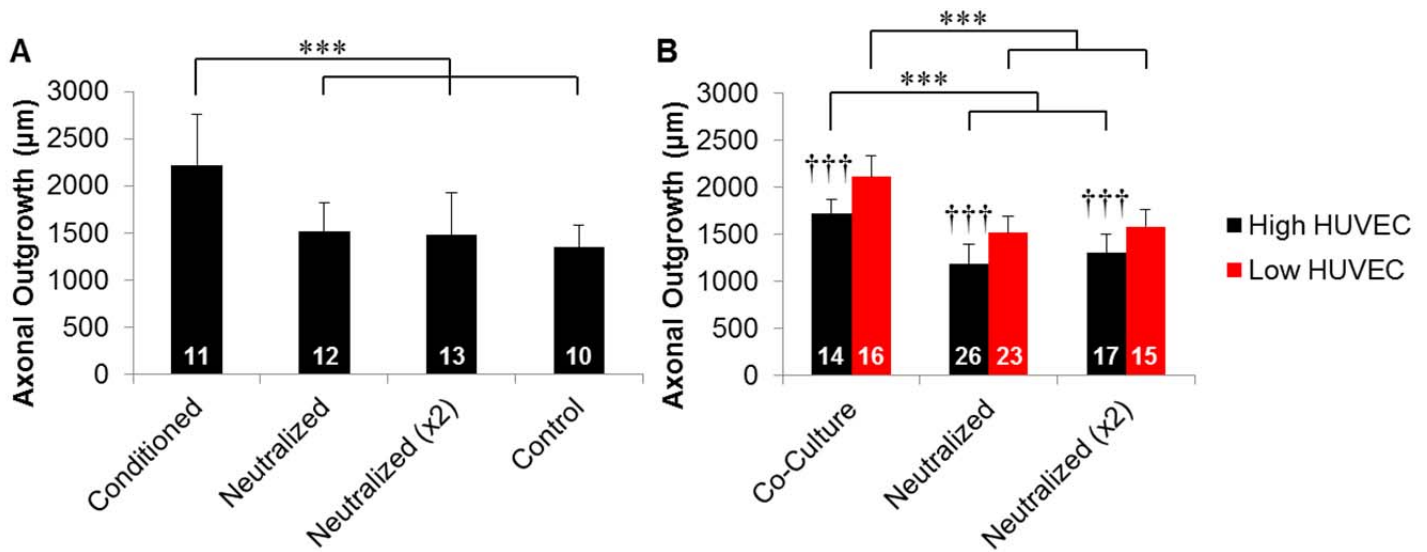 A
***
Axonal Outgrowth (µm)
3000
2500
2000
1500
1000
500
0
11
12
13
10
Conditioned
Neutralized
Neutralized (x2)
Control
B
***
***
Axonal Outgrowth (µm)
3000
2500
2000
1500
1000
500
0
†††
†††
†††
14
16
26
23
17
15
Co-Culture
Neutralized
Neutralized (x2)
High HUVEC
Low HUVEC